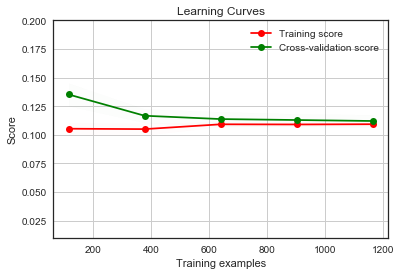 Learning Curves
0.200
0.175
0.150
0.125
0.100
0.075
0.050
0.025
Score
Training score
Cross-validation score
200
400
600
800
1000
1200
Training examples